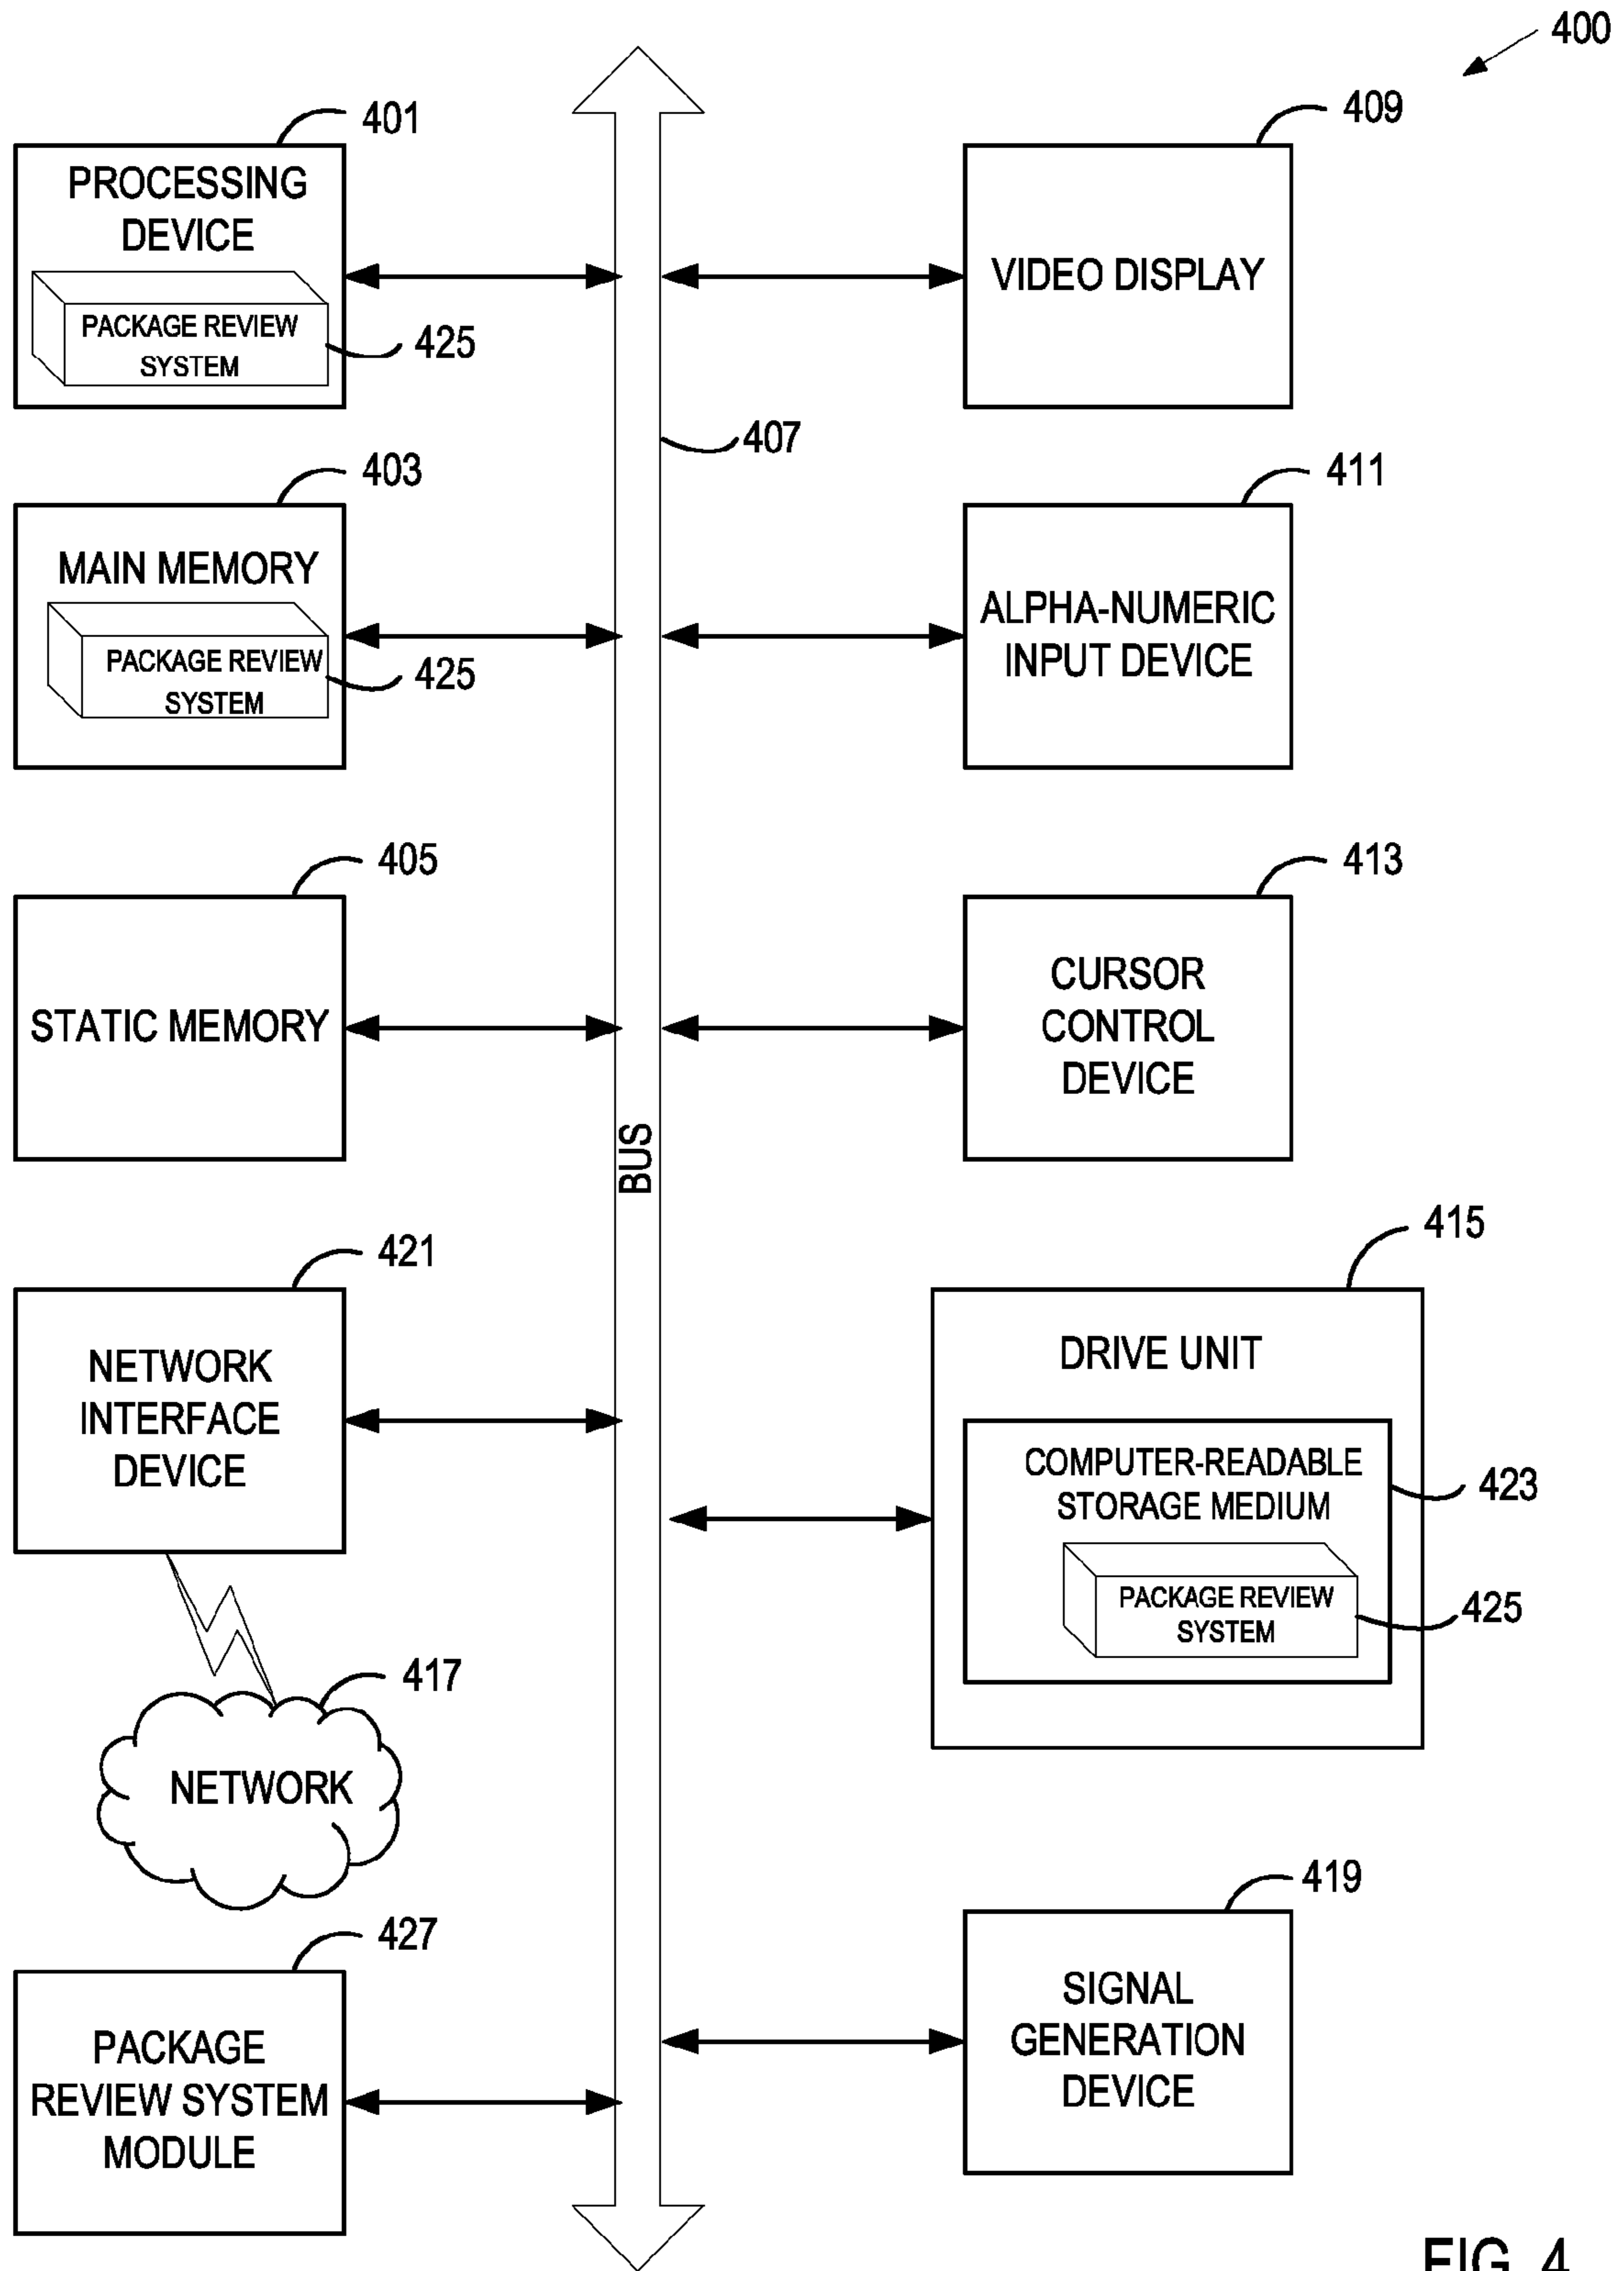 400
401
PROCESSING
DEVICE
PACKAGE REVIEW
SYSTEM
425
409
VIDEO DISPLAY
407
403
MAIN MEMORY
PACKAGE REVIEW
SYSTEM
425
411
ALPHA-NUMERIC
INPUT DEVICE
405
STATIC MEMORY
413
CURSOR
CONTROL
DEVICE
BUS
421
NETWORK
INTERFACE
DEVICE
415
DRIVE UNIT
COMPUTER-READABLE
STORAGE MEDIUM
423
PACKAGE REVIEW
SYSTEM
425
417
NETWORK
427
PACKAGE
REVIEW SYSTEM
MODULE
419
SIGNAL
GENERATION
DEVICE
FIG. 4